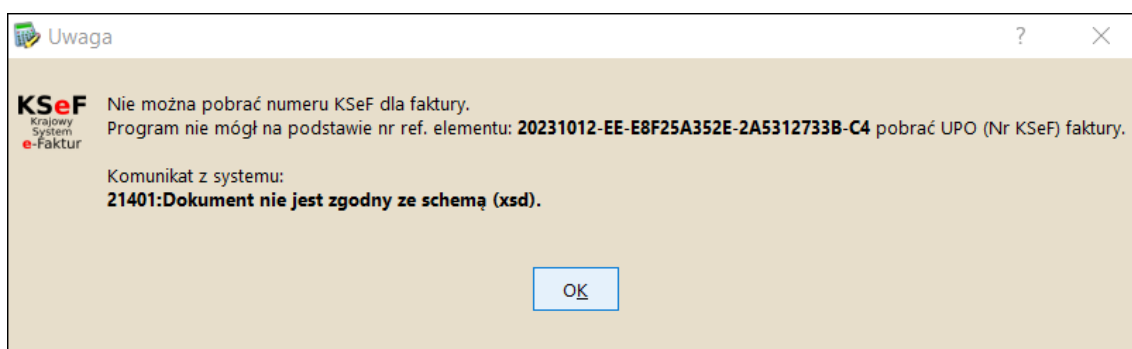 Uwaga
KSeF
Krajowy
System
e-Faktur
Nie można pobrać numeru KSeF dla faktury.
Program nie mógł na podstawie nr ref. elementu: 20231012-EE-E8F25A352E-2A5312733B-C4 pobrać UPO (Nr KSeF) faktury.
Komunikat z systemu:
21401:Dokument nie jest zgodny ze schemą (xsd).
OK